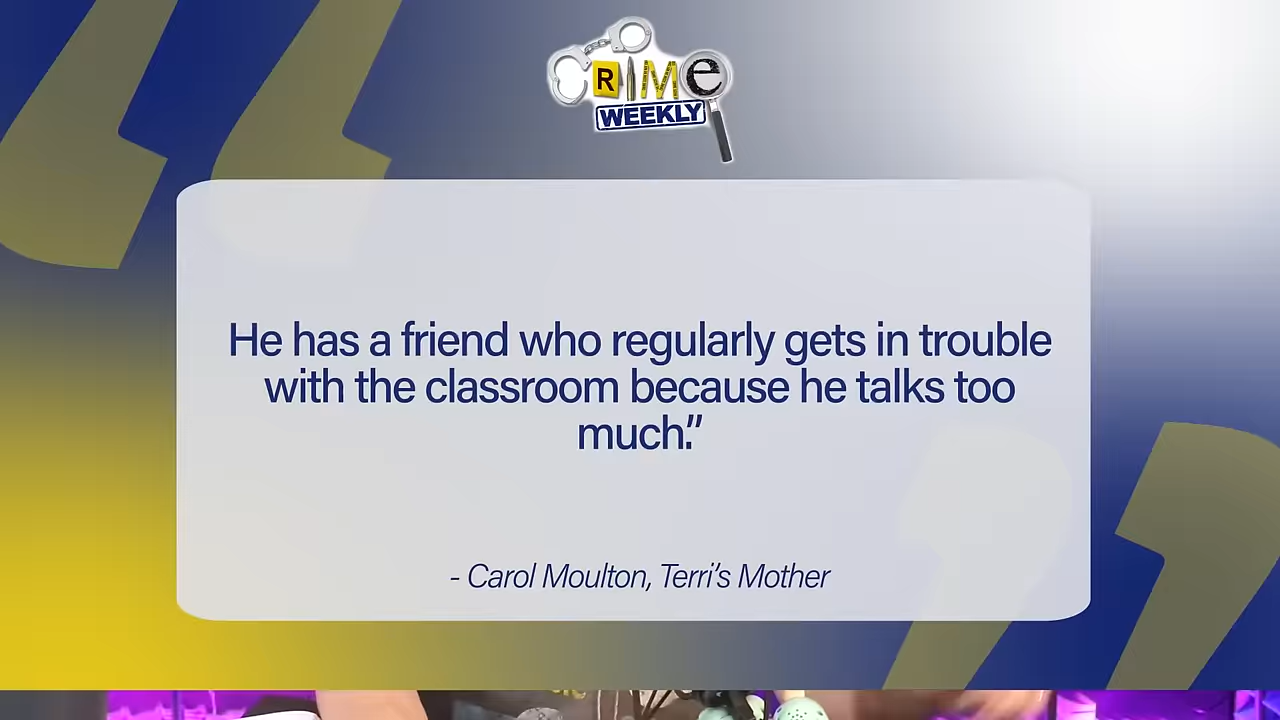 CRIME
WEEKLY
He has a friend who regularly gets in trouble
with the classroom because he talks too
much.”
- Carol Moulton, Terri’s Mother